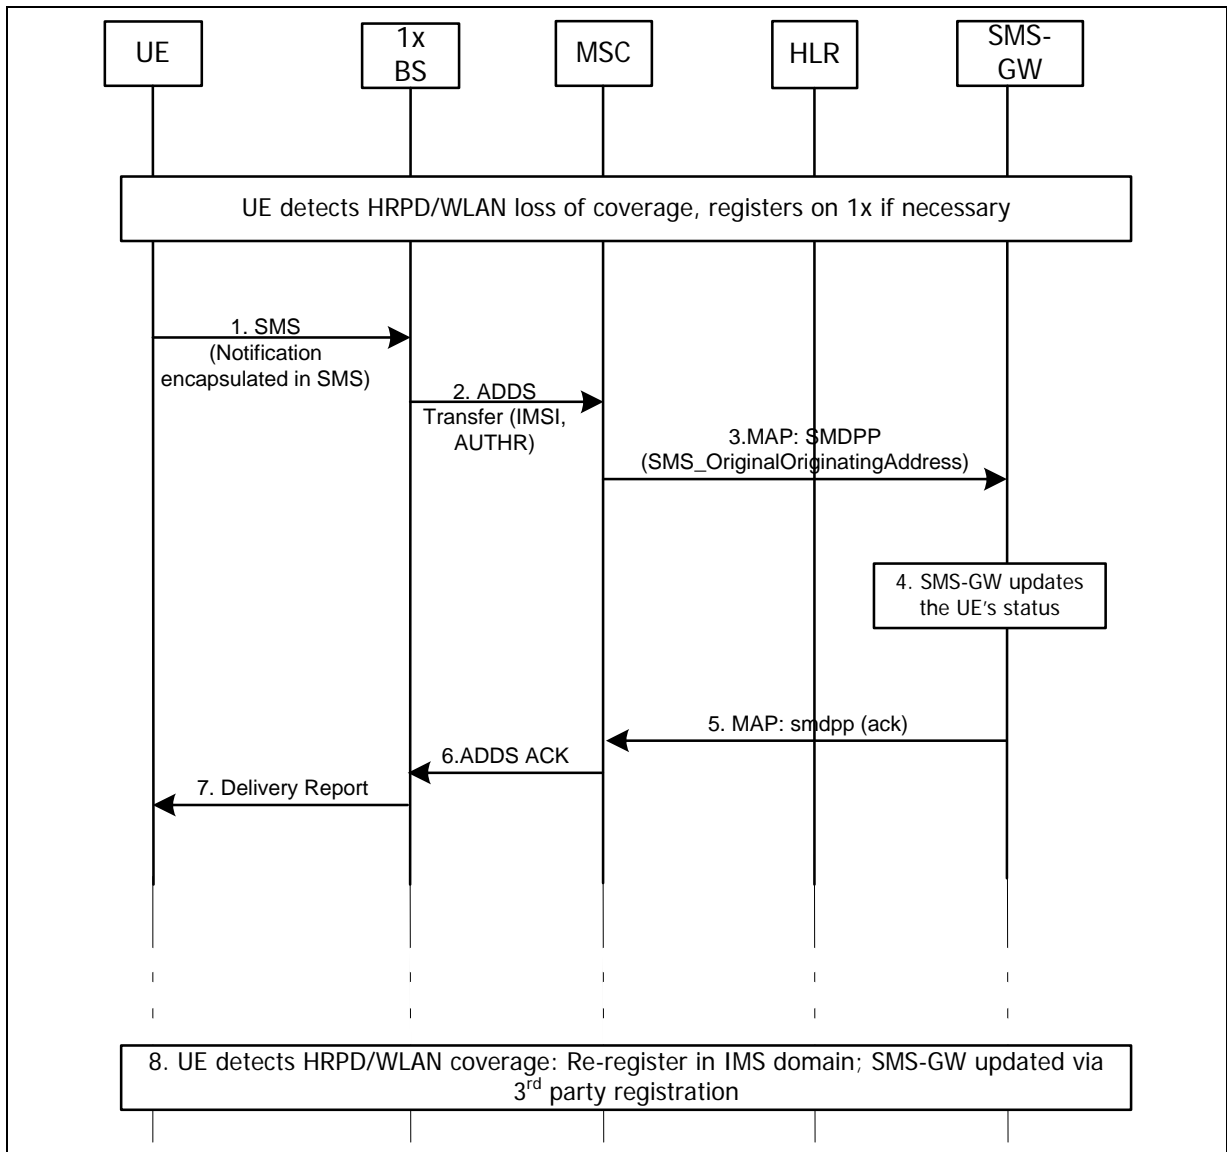 UE
1x
BS
MSC
HLR
SMS-
GW
UE detects HRPD/WLAN loss of coverage, registers on 1x if necessary
1. SMS
(Notification
encapsulated in SMS)
2. ADDS
Transfer (IMSI,
AUTHR)
3.MAP: SMDPP
(SMS_OriginalOriginatingAddress)
4. SMS-GW updates
the UE's status
5. MAP: smdpp (ack)
6.ADDS ACK
7. Delivery Report
8. UE detects HRPD/WLAN coverage: Re-register in IMS domain; SMS-GW updated via
3rd party registration